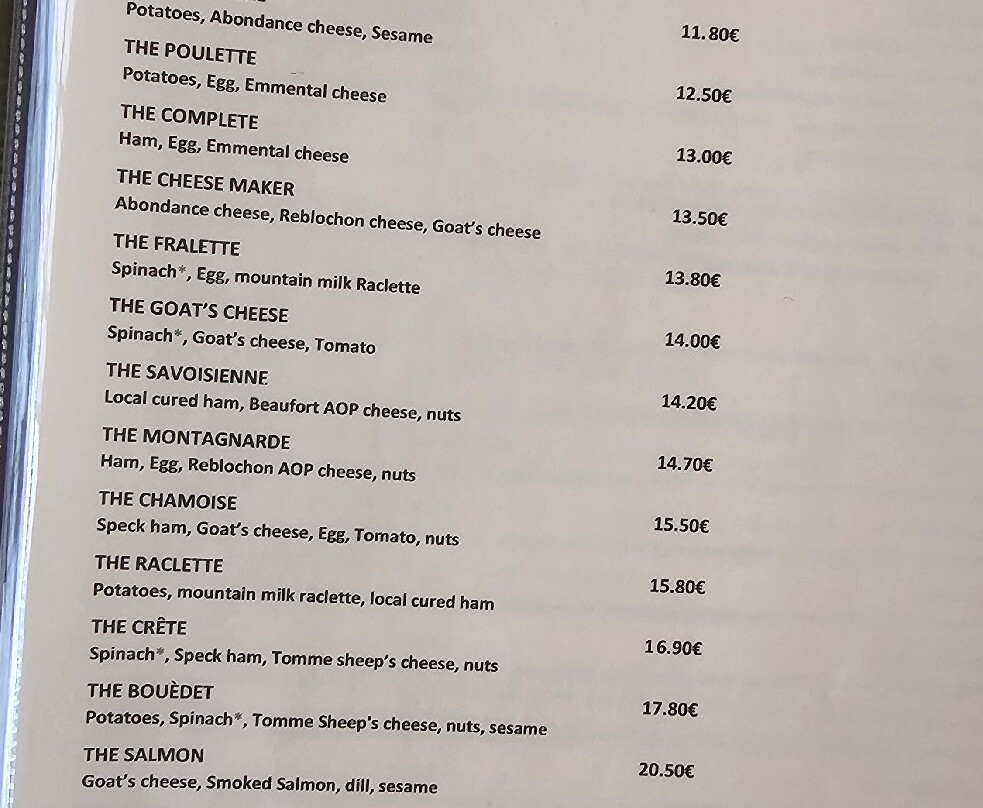 Potatoes, Abondance cheese, Sesame 11.80€
THE POULETTE
Potatoes, Egg, Emmental cheese 12.50€
THE COMPLETE
Ham, Egg, Emmental cheese 13.00€
THE CHEESE MAKER
Abondance cheese, Reblochon cheese, Goat's cheese 13.50€
THE FRALETTE
Spinach*, Egg, mountain milk Raclette 13.80€
THE GOAT'S CHEESE
Spinach*, Goat's cheese, Tomato 14.00€
THE SAVOISIENNE
Local cured ham, Beaufort AOP cheese, nuts 14.20€
THE MONTAGNARDE
Ham, Egg, Reblochon AOP cheese, nuts 14.70€
THE CHAMOISE
Speck ham, Goat's cheese, Egg, Tomato, nuts 15.50€
THE RACLETTE
Potatoes, mountain milk raclette, local cured ham 15.80€
THE CRÊTE
Spinach*, Speck ham, Tomme sheep's cheese, nuts 16.90€
THE BOUÈDET
Potatoes, Spinach*, Tomme Sheep's cheese, nuts, sesame 17.80€
THE SALMON
Goat's cheese, Smoked Salmon, dill, sesame 20.50€